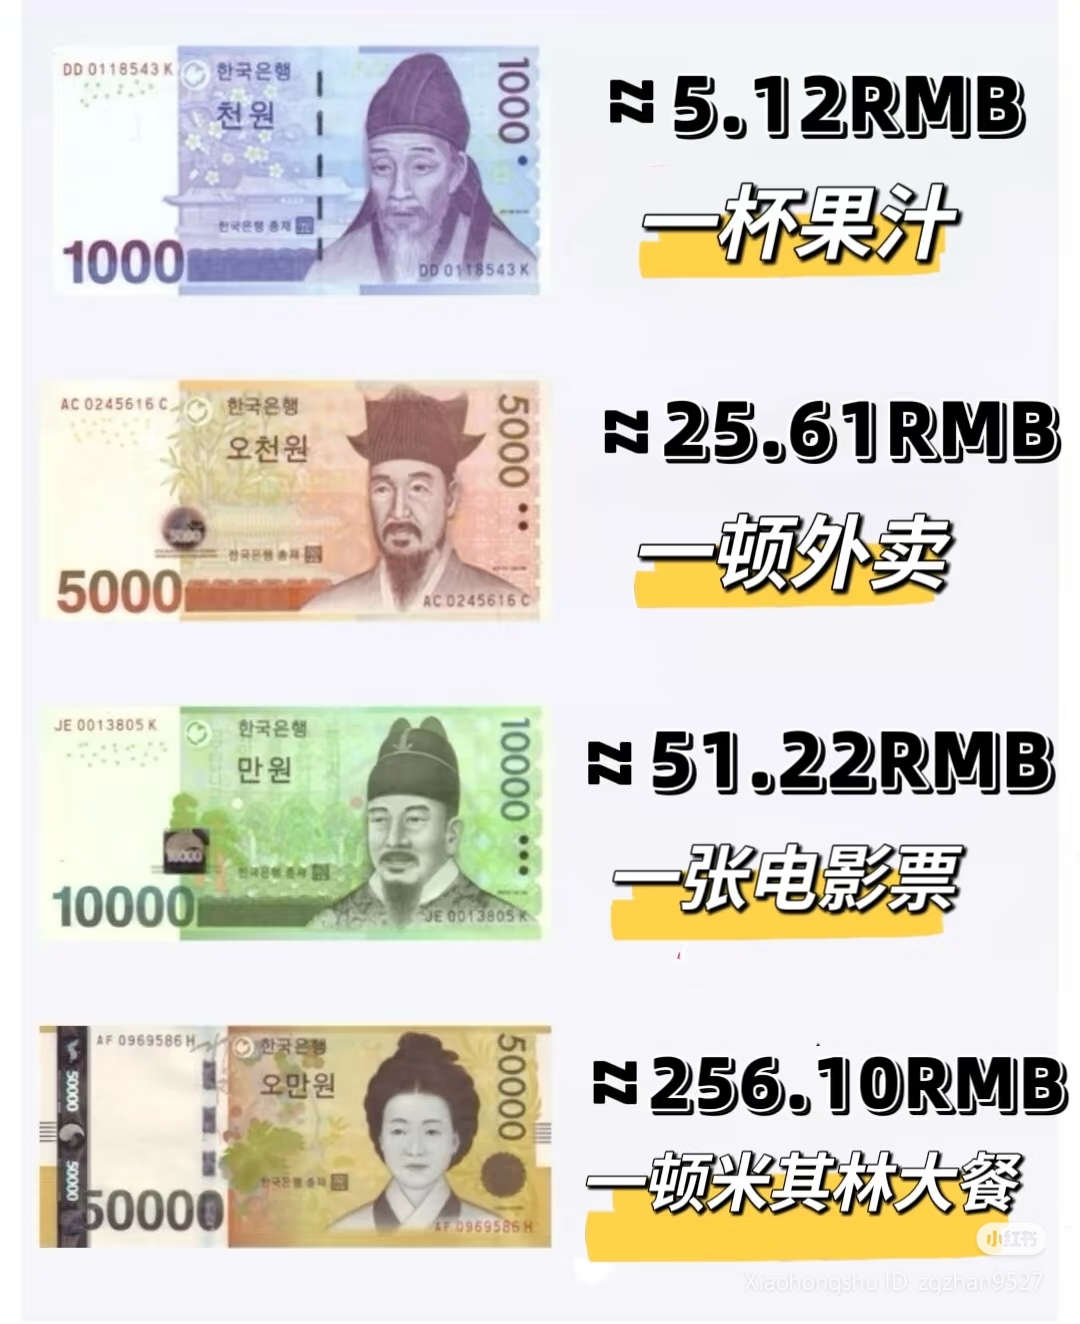 DD 0118543 K
한국은행
천원
1000
한국은행 총재
1000
DD 0118543 K
≈ 5.12RMB
一杯果汁
AC 0245616 C
한국은행
오천원
5000
5000
한국은행 총재
5000
AC 0245616 C
≈ 25.61RMB
一顿外卖
JE 0013805 K
한국은행
만원
10000
10000
한국은행 총재
10000
JE 0013805 K
≈ 51.22RMB
一张电影票
AF 0969586 H
한국은행
오만원
50000
50000
50000
한국은행 총재
50000
AF 0969586 H
≈ 256.10RMB
一顿米其林大餐
小红书
Xiaohongshu ID: zqzhan9527